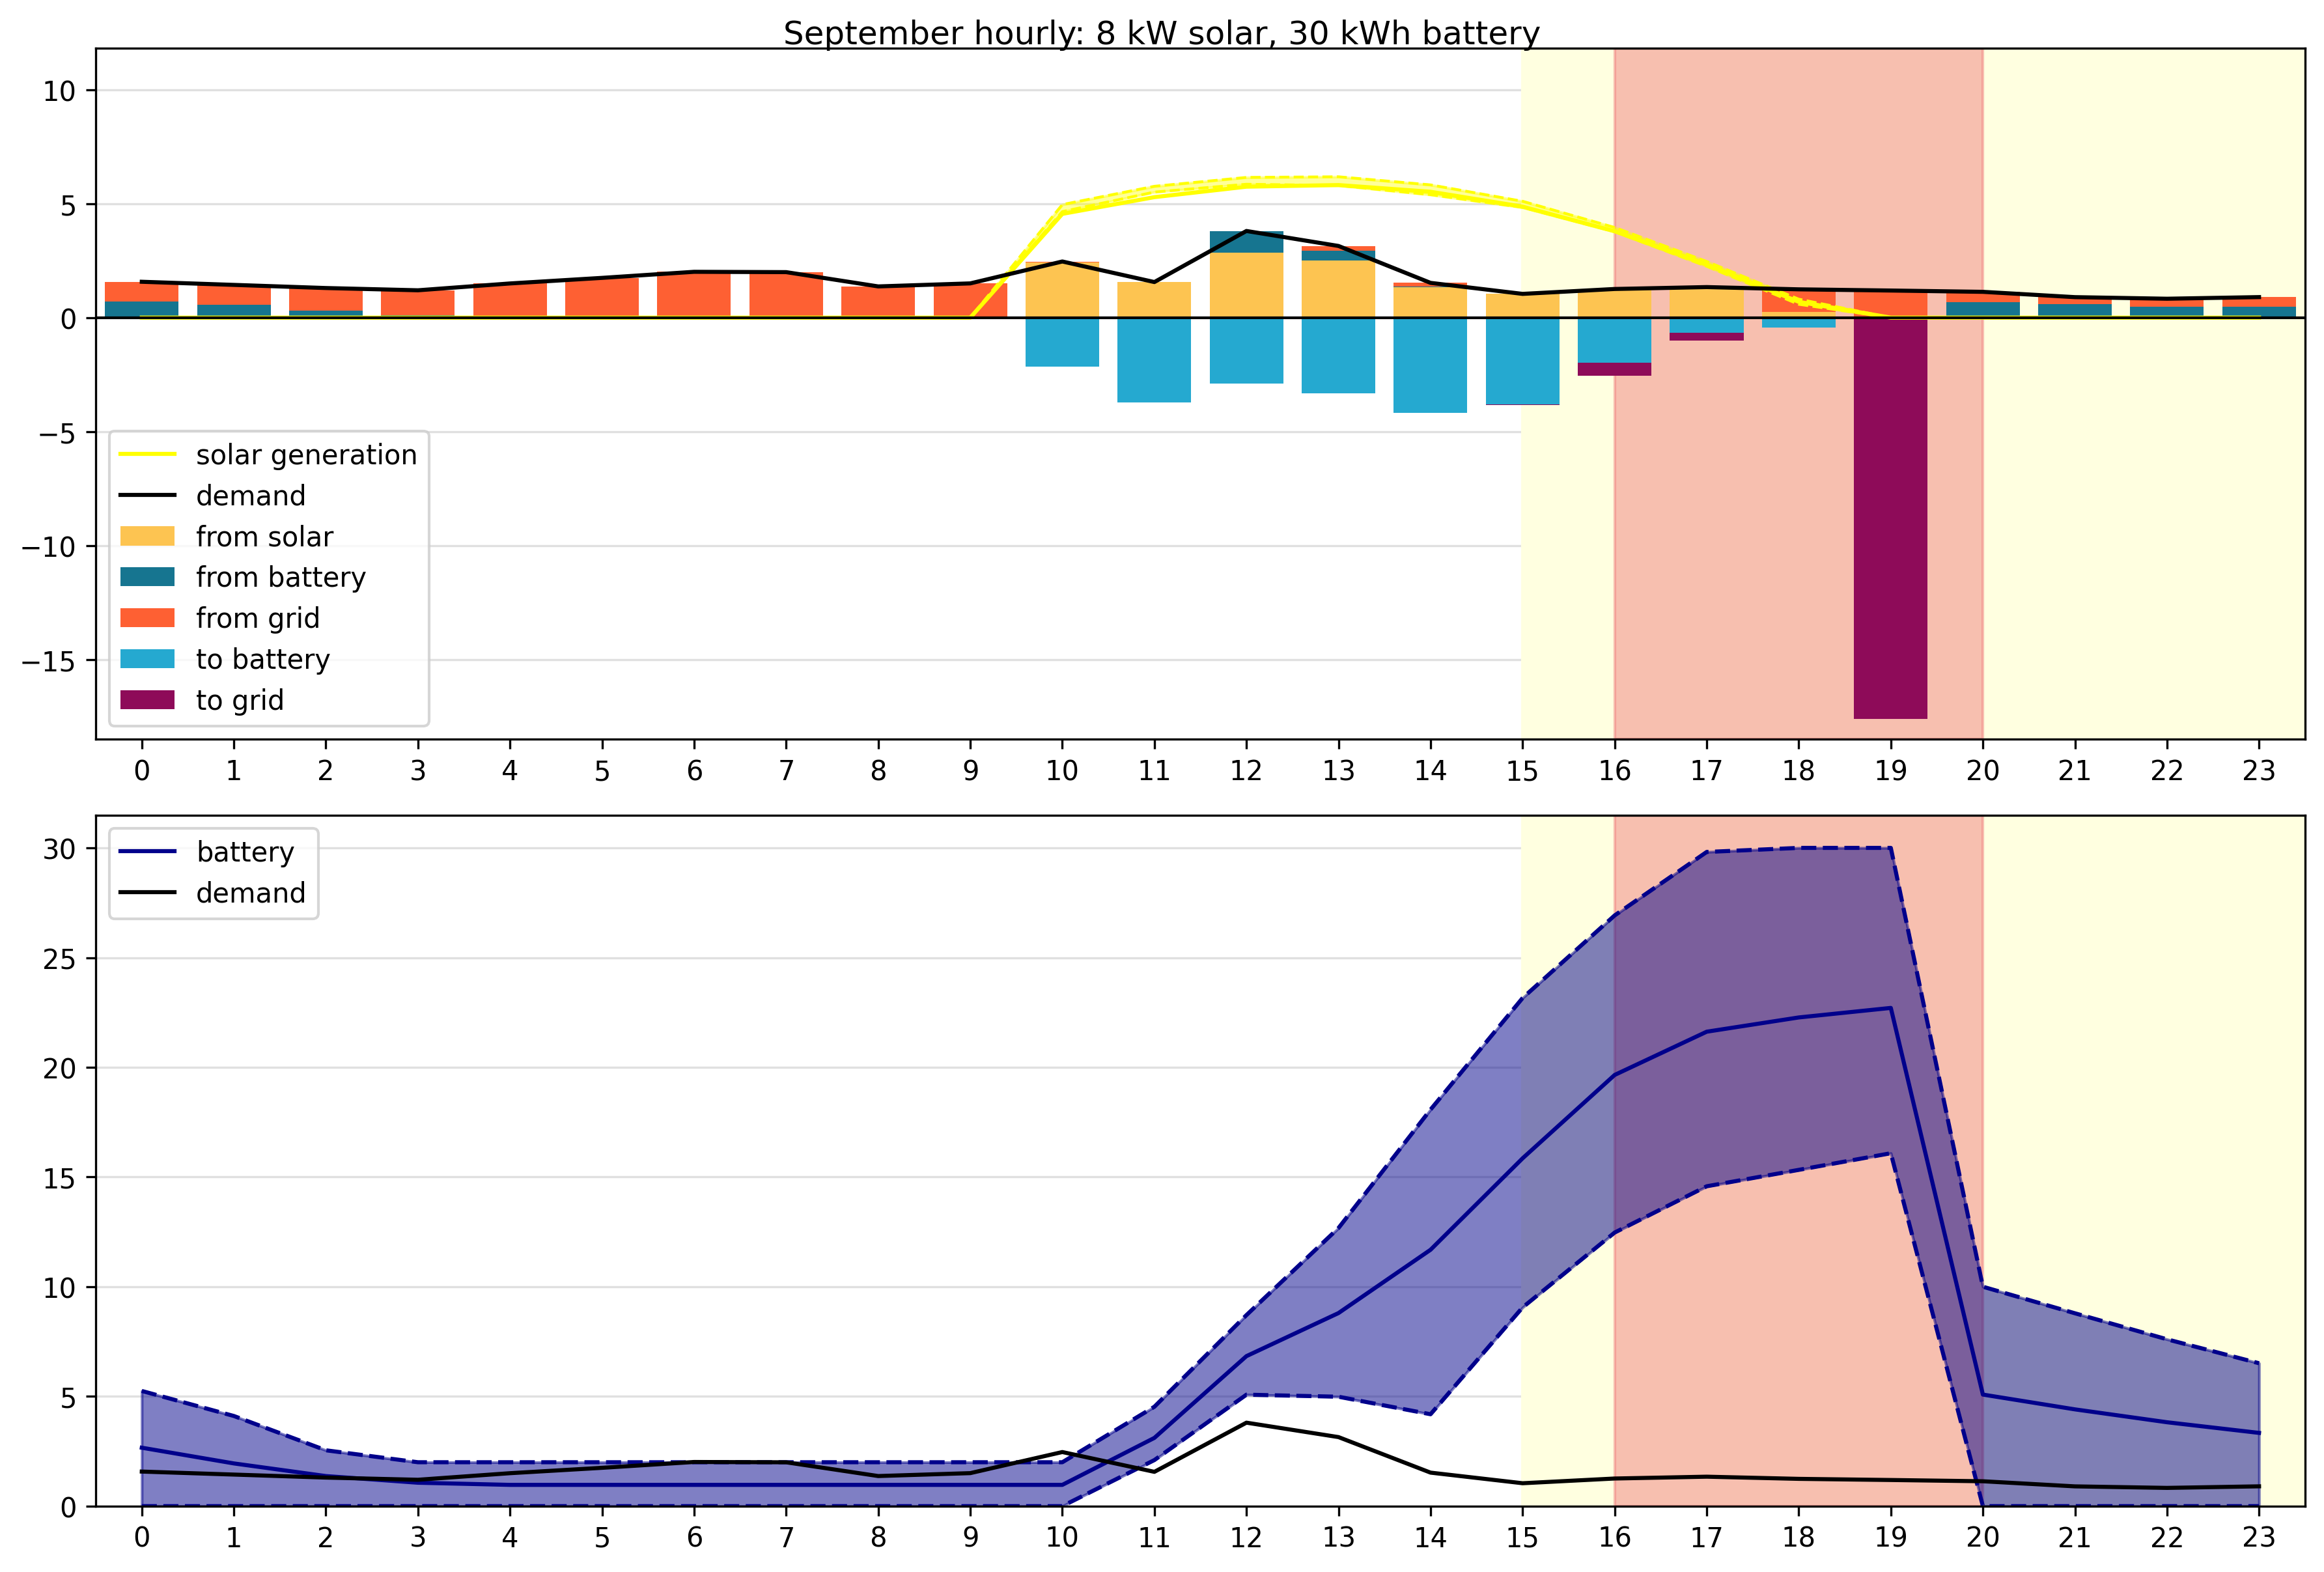 September hourly: 8 kW solar, 30 kWh battery
10
5
0
−5
−10
−15
solar generation
demand
from solar
from battery
from grid
to battery
to grid
0 1 2 3 4 5 6 7 8 9 10 11 12 13 14 15 16 17 18 19 20 21 22 23
30
25
20
15
10
5
0
battery
demand
0 1 2 3 4 5 6 7 8 9 10 11 12 13 14 15 16 17 18 19 20 21 22 23